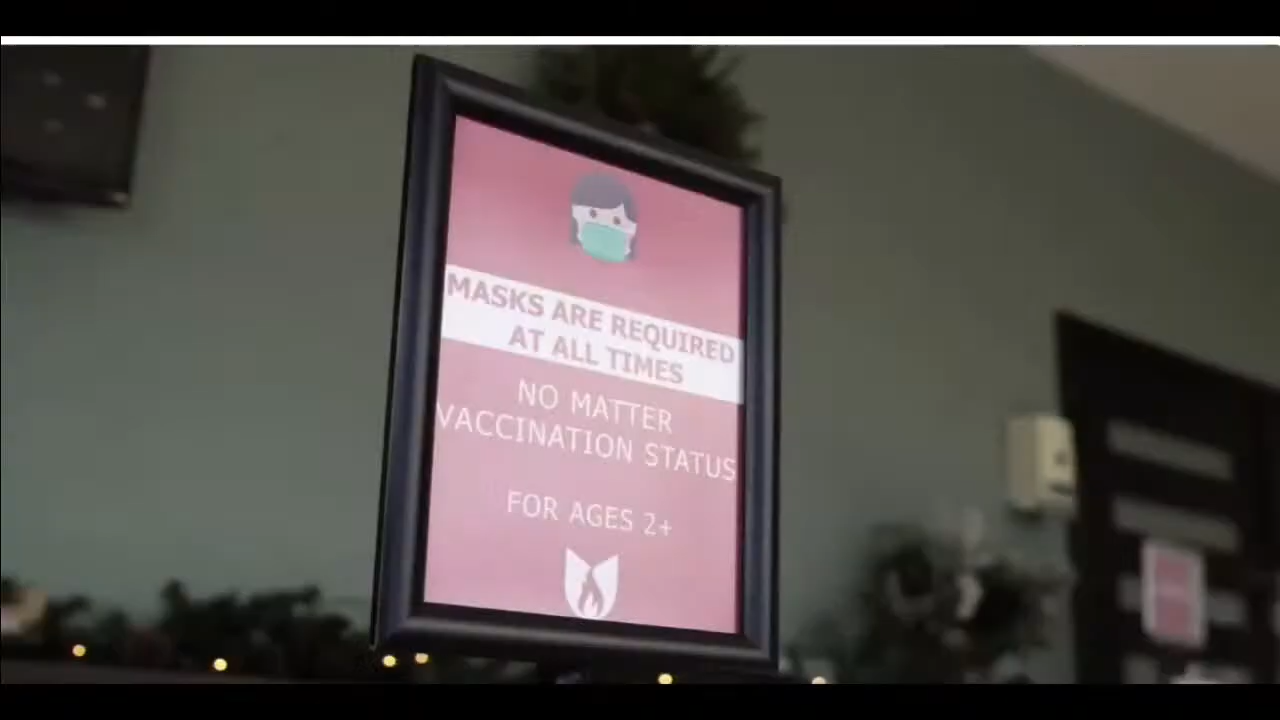 MASKS ARE REQUIRED
AT ALL TIMES
NO MATTER
VACCINATION STATUS
FOR AGES 2+